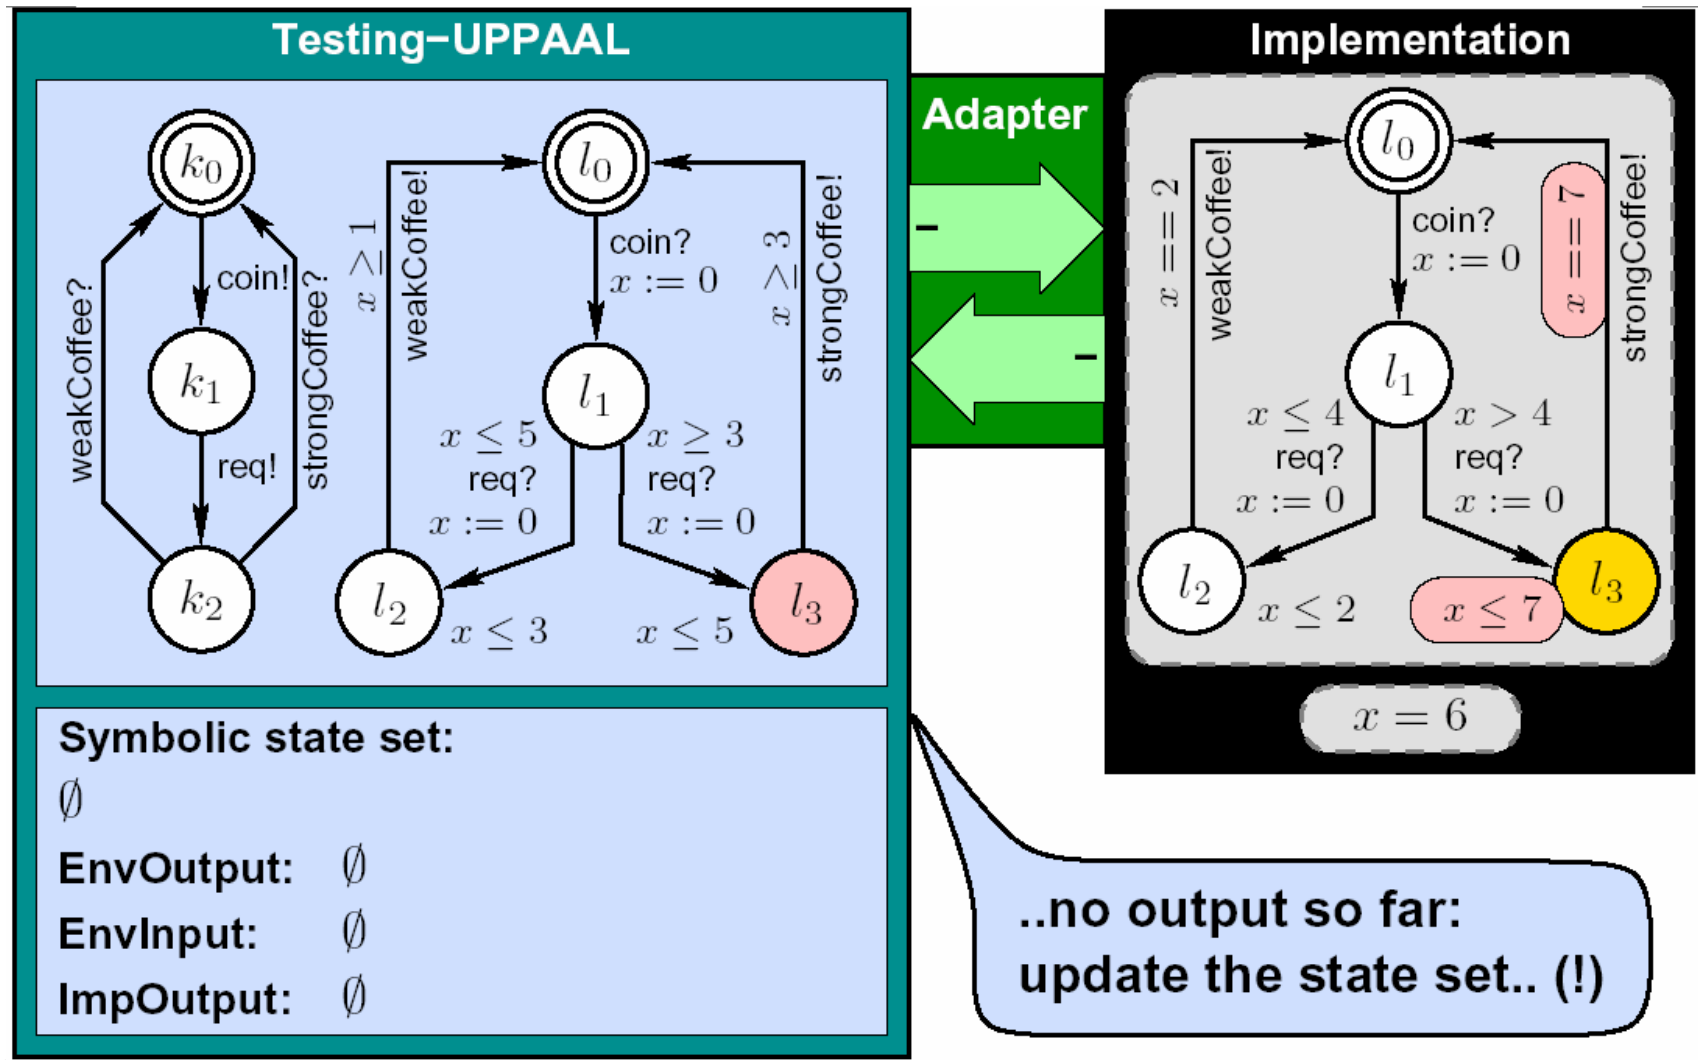 Testing−UPPAAL
k₀
coin!
weakCoffee?
strongCoffee?
k₁
req!
k₂
l₀
x ≥ 1
weakCoffee!
coin?
x := 0
x ≥ 3
strongCoffee!
l₁
x ≤ 5
req?
x := 0
x ≥ 3
req?
x := 0
l₂
x ≤ 3
x ≤ 5
l₃
Symbolic state set:
∅
EnvOutput: ∅
EnvInput: ∅
ImpOutput: ∅
Adapter
−
−
Implementation
l₀
x == 2
weakCoffee!
coin?
x := 0
x == 7
strongCoffee!
l₁
x ≤ 4
req?
x := 0
x > 4
req?
x := 0
l₂
x ≤ 2
x ≤ 7
l₃
x = 6
..no output so far:
update the state set.. (!)